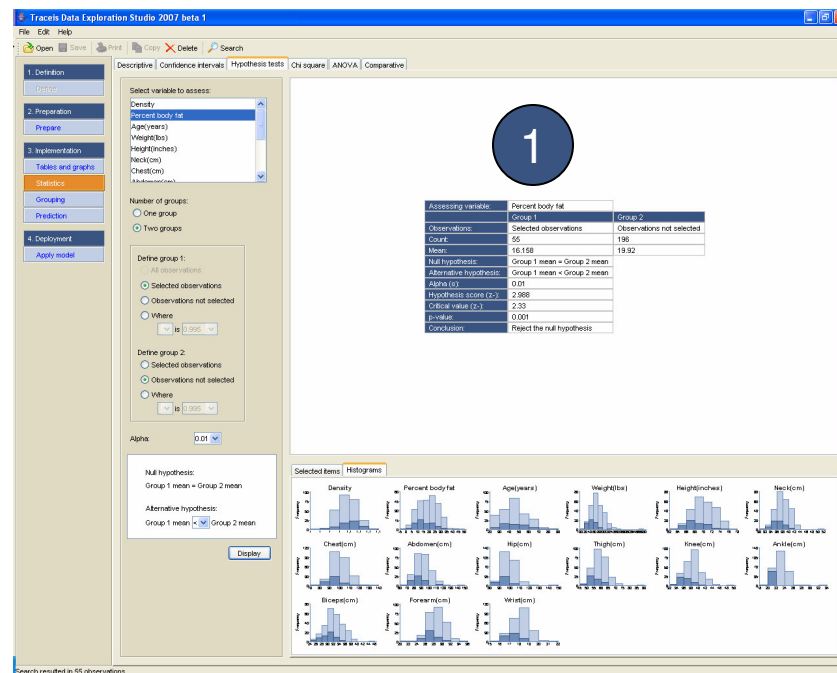 Traceis Data Exploration Studio 2007 beta 1
File Edit Help
Open Save Print Copy Delete Search
1. Definition
Define
2. Preparation
Prepare
3. Implementation
Tables and graphs
Statistics
Grouping
Prediction
4. Deployment
Apply model
Descriptive Confidence intervals Hypothesis tests Chi square ANOVA Comparative
Select variable to assess:
Density
Percent body fat
Age(years)
Weight(lbs)
Height(inches)
Neck(cm)
Chest(cm)
Abdomen(cm)
Number of groups:
One group
Two groups
Define group 1:
All observations
Selected observations
Observations not selected
Where
is 0.995
Define group 2:
Selected observations
Observations not selected
Where
is 0.995
Alpha: 0.01
Null hypothesis:
Group 1 mean = Group 2 mean
Alternative hypothesis:
Group 1 mean < Group 2 mean
Display
1
Assessing variable: Percent body fat
Group 1 Group 2
Observations: Selected observations Observations not selected
Count: 55 196
Mean: 16.158 19.92
Null hypothesis: Group 1 mean = Group 2 mean
Alternative hypothesis: Group 1 mean < Group 2 mean
Alpha (α): 0.01
Hypothesis score (z-): 2.988
Critical value (z-): 2.33
p-value: 0.001
Conclusion: Reject the null hypothesis
Selected items Histograms
Density Percent body fat Age(years) Weight(lbs) Height(inches) Neck(cm)
Chest(cm) Abdomen(cm) Hip(cm) Thigh(cm) Knee(cm) Ankle(cm)
Biceps(cm) Forearm(cm) Wrist(cm)
Search resulted in 55 observations